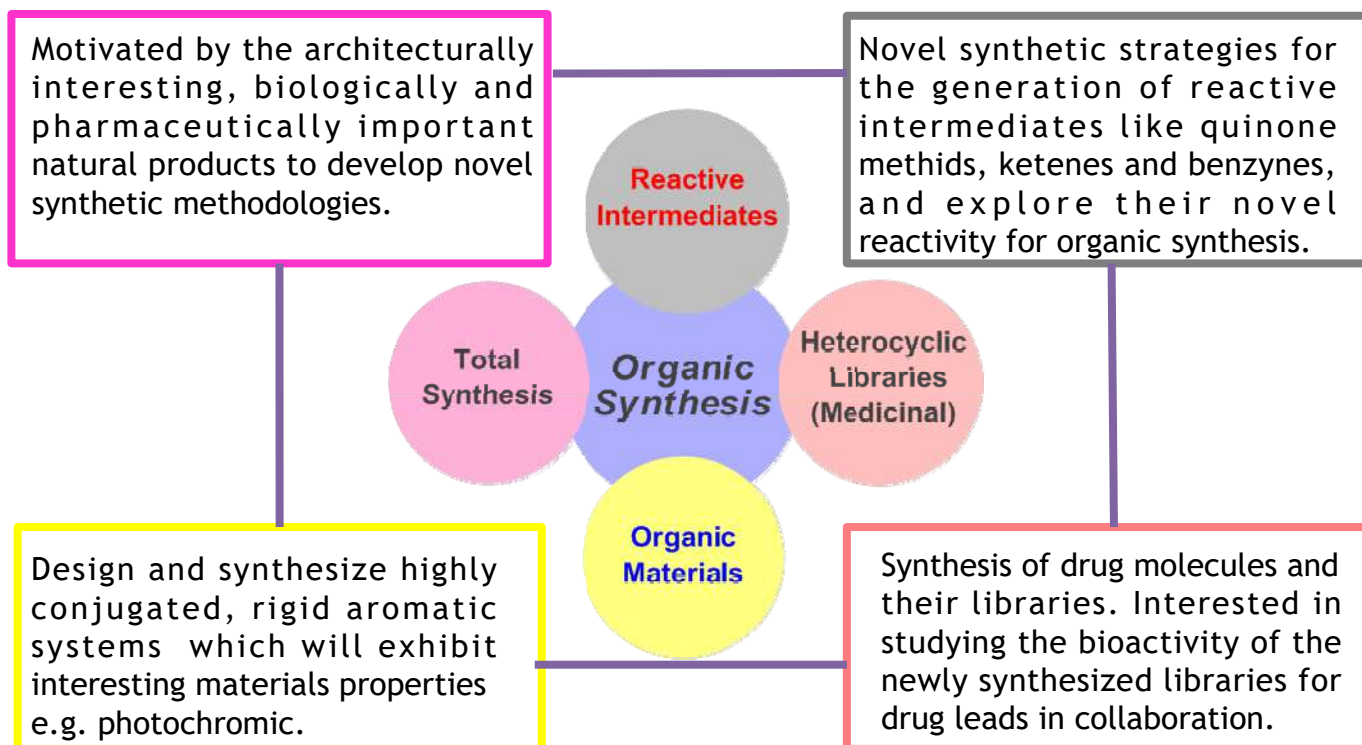 Motivated by the architecturally
interesting, biologically and
pharmaceutically important
natural products to develop novel
synthetic methodologies.
Novel synthetic strategies for
the generation of reactive
intermediates like quinone
methids, ketenes and benzynes,
and explore their novel
reactivity for organic synthesis.
Reactive
Intermediates
Total
Synthesis
Organic
Synthesis
Heterocyclic
Libraries
(Medicinal)
Organic
Materials
Design and synthesize highly
conjugated, rigid aromatic
systems which will exhibit
interesting materials properties
e.g. photochromic.
Synthesis of drug molecules and
their libraries. Interested in
studying the bioactivity of the
newly synthesized libraries for
drug leads in collaboration.